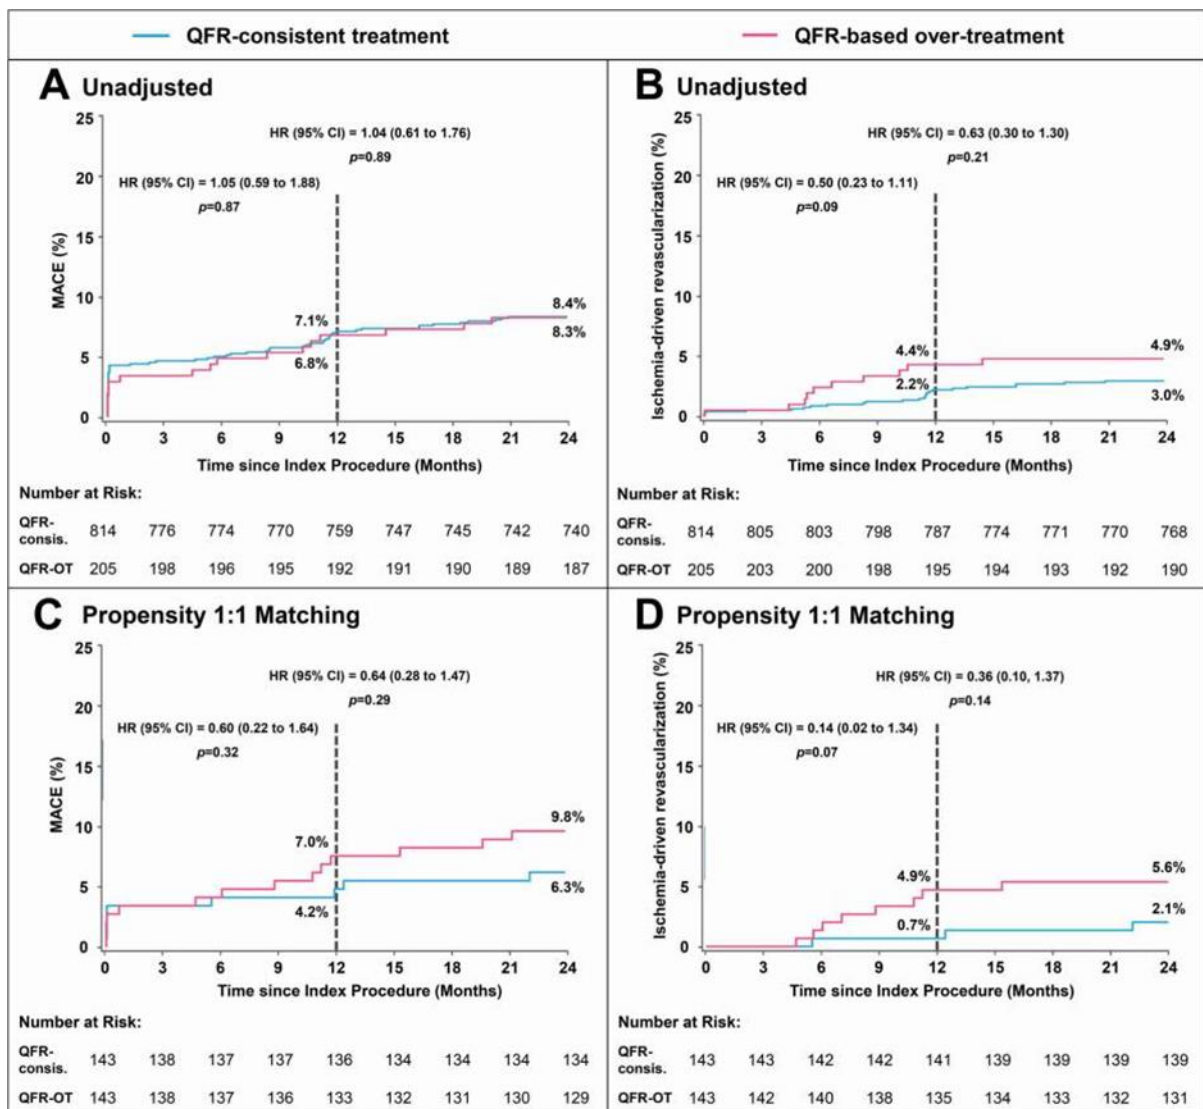 QFR-consistent treatment
QFR-based over-treatment
A Unadjusted
25
20
15
10
5
0
MACE (%)
HR (95% CI) = 1.04 (0.61 to 1.76)
p=0.89
HR (95% CI) = 1.05 (0.59 to 1.88)
p=0.87
7.1%
6.8%
8.4%
8.3%
0 3 6 9 12 15 18 21 24
Time since Index Procedure (Months)
Number at Risk:
QFR-
consis. 814 776 774 770 759 747 745 742 740
QFR-OT 205 198 196 195 192 191 190 189 187
B Unadjusted
25
20
15
10
5
0
Ischemia-driven revascularization (%)
HR (95% CI) = 0.63 (0.30 to 1.30)
p=0.21
HR (95% CI) = 0.50 (0.23 to 1.11)
p=0.09
4.4%
2.2%
4.9%
3.0%
0 3 6 9 12 15 18 21 24
Time since Index Procedure (Months)
Number at Risk:
QFR-
consis. 814 805 803 798 787 774 771 770 768
QFR-OT 205 203 200 198 195 194 193 192 190
C Propensity 1:1 Matching
25
20
15
10
5
0
MACE (%)
HR (95% CI) = 0.64 (0.28 to 1.47)
p=0.29
HR (95% CI) = 0.60 (0.22 to 1.64)
p=0.32
7.0%
4.2%
9.8%
6.3%
0 3 6 9 12 15 18 21 24
Time since Index Procedure (Months)
Number at Risk:
QFR-
consis. 143 138 137 137 136 134 134 134 134
QFR-OT 143 138 137 136 133 132 131 130 129
D Propensity 1:1 Matching
25
20
15
10
5
0
Ischemia-driven revascularization (%)
HR (95% CI) = 0.36 (0.10, 1.37)
p=0.14
HR (95% CI) = 0.14 (0.02 to 1.34)
p=0.07
4.9%
0.7%
5.6%
2.1%
0 3 6 9 12 15 18 21 24
Time since Index Procedure (Months)
Number at Risk:
QFR-
consis. 143 143 142 142 141 139 139 139 139
QFR-OT 143 142 140 138 135 134 133 132 131